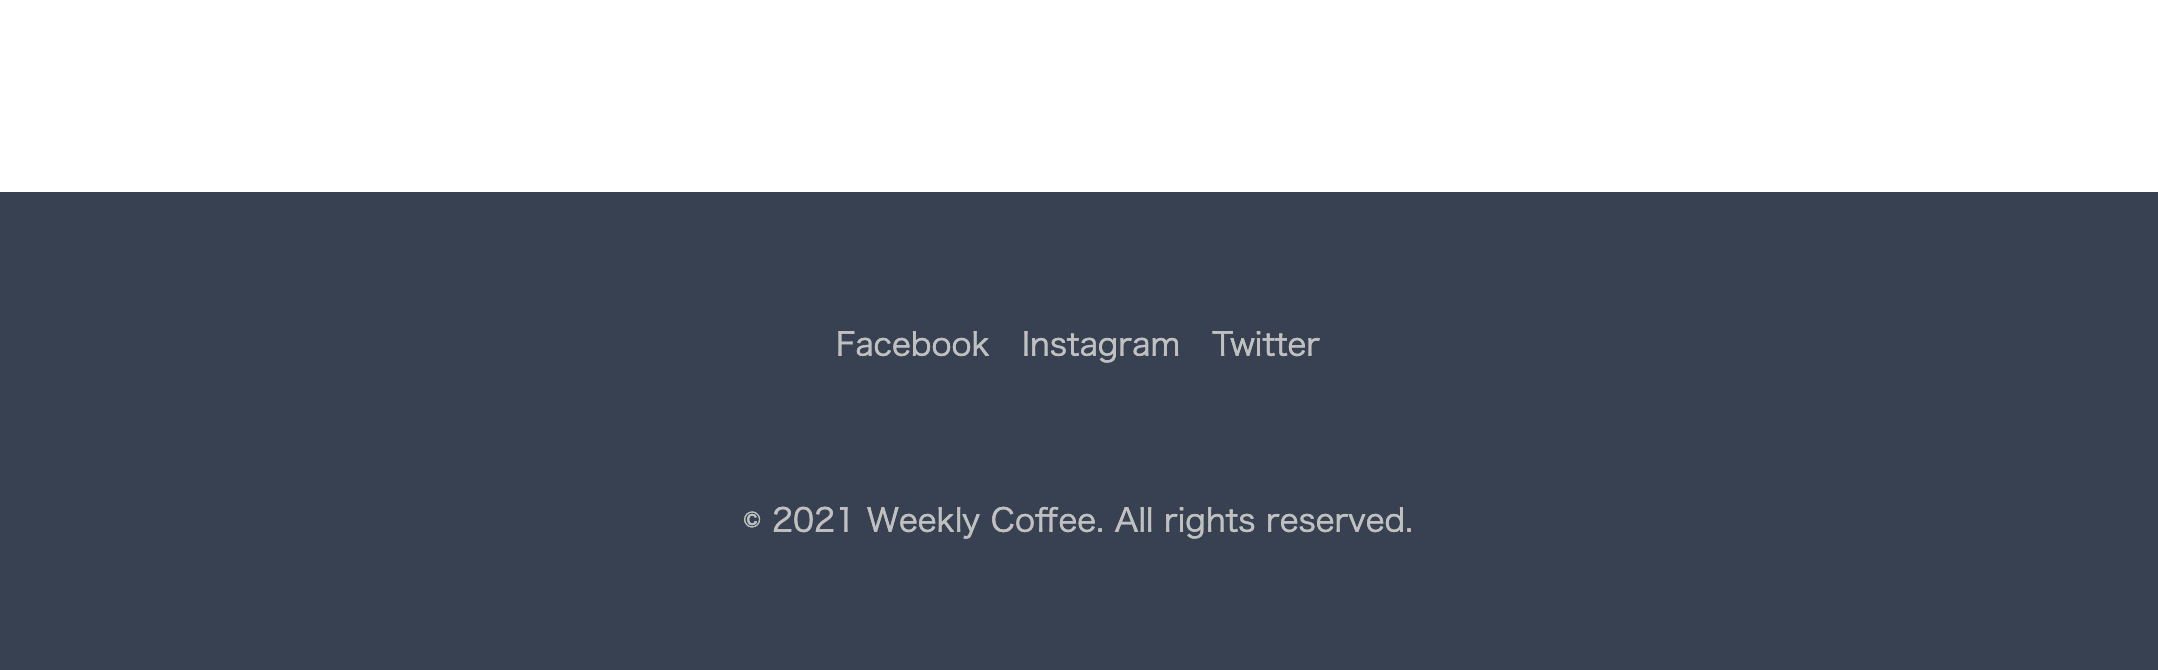 Facebook Instagram Twitter
© 2021 Weekly Coffee. All rights reserved.